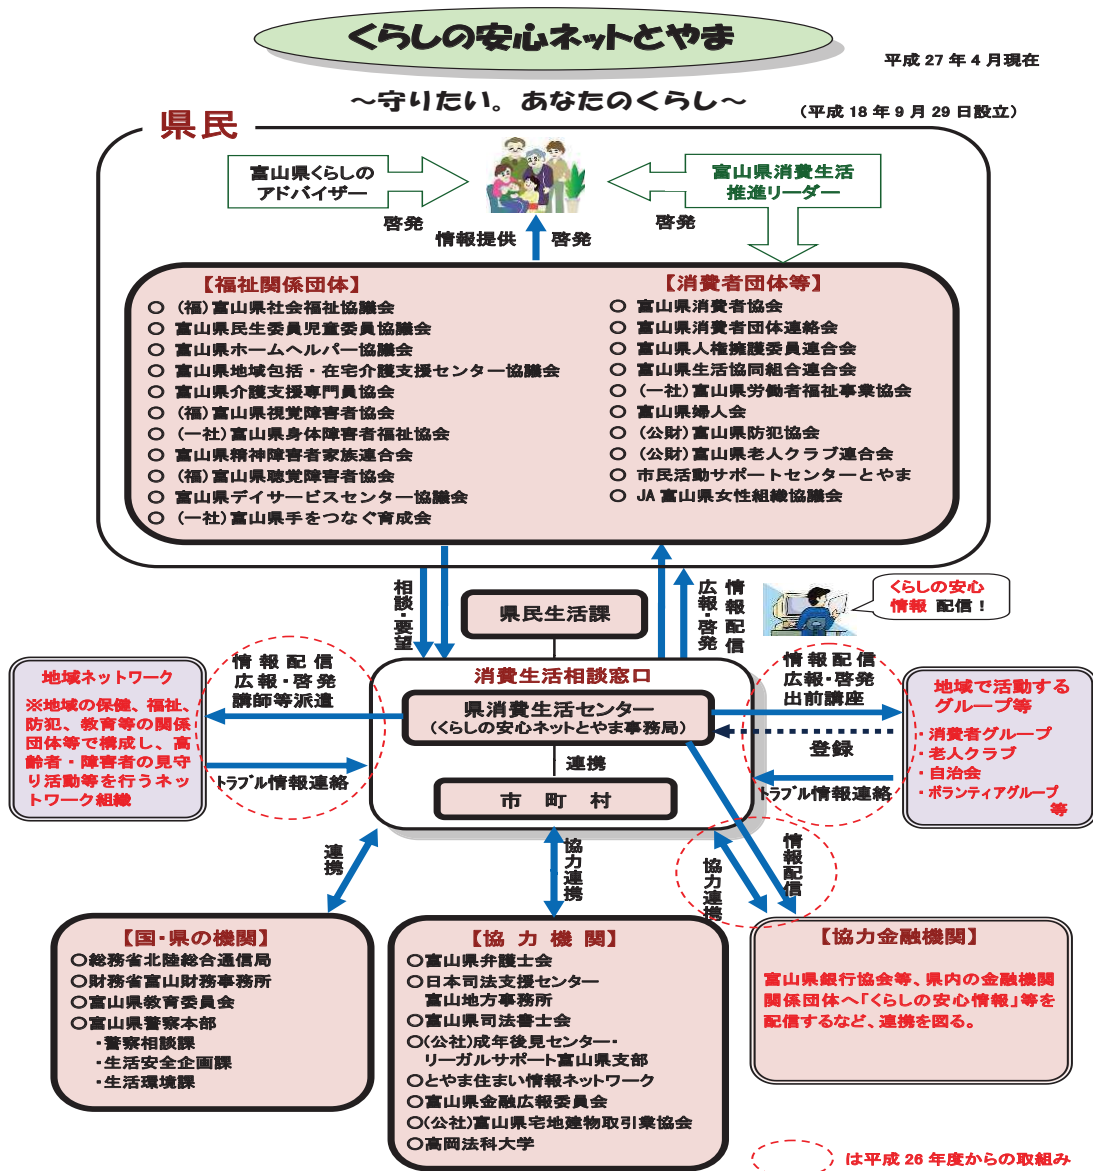 くらしの安心ネットとやま
平成 27 年 4 月現在
～守りたい。あなたのくらし～
（平成 18 年 9 月 29 日設立）
県民
富山県くらしの
アドバイザー
富山県消費生活
推進リーダー
啓発
情報提供
啓発
啓発
【福祉関係団体】
○ （福）富山県社会福祉協議会
○ 富山県民生委員児童委員協議会
○ 富山県ホームヘルパー協議会
○ 富山県地域包括・在宅介護支援センター協議会
○ 富山県介護支援専門員協会
○ （福）富山県視覚障害者協会
○ （一社）富山県身体障害者福祉協会
○ 富山県精神障害者家族連合会
○ （福）富山県聴覚障害者協会
○ 富山県デイサービスセンター協議会
○ （一社）富山県手をつなぐ育成会
【消費者団体等】
○ 富山県消費者協会
○ 富山県消費者団体連絡会
○ 富山県人権擁護委員連合会
○ 富山県生活協同組合連合会
○ （一社）富山県労働者福祉事業協会
○ 富山県婦人会
○ （公財）富山県防犯協会
○ （公財）富山県老人クラブ連合会
○ 市民活動サポートセンターとやま
○ JA 富山県女性組織協議会
相談・要望
県民生活課
広報・啓発
情報配信
くらしの安心
情報 配信！
地域ネットワーク
※地域の保健、福祉、
防犯、教育等の関係
団体等で構成し、高
齢者・障害者の見守
り活動等を行うネッ
トワーク組織
情報配信
広報・啓発
講師等派遣
トラブル情報連絡
消費生活相談窓口
県消費生活センター
（くらしの安心ネットとやま事務局）
連携
市 町 村
情報配信
広報・啓発
出前講座
登録
トラブル情報連絡
地域で活動する
グループ等
・消費者グループ
・老人クラブ
・自治会
・ボランティアグループ
等
連携
協力連携
協力連携
情報配信
【国・県の機関】
○総務省北陸総合通信局
○財務省富山財務事務所
○富山県教育委員会
○富山県警察本部
・警察相談課
・生活安全企画課
・生活環境課
【協 力 機 関】
○富山県弁護士会
○日本司法支援センター
富山地方事務所
○富山県司法書士会
○（公社）成年後見センター・
リーガルサポート富山県支部
○とやま住まい情報ネットワーク
○富山県金融広報委員会
○（公社）富山県宅地建物取引業協会
○高岡法科大学
【協力金融機関】
富山県銀行協会等、県内の金融機関
関係団体へ「くらしの安心情報」等を
配信するなど、連携を図る。
は平成 26 年度からの取組み